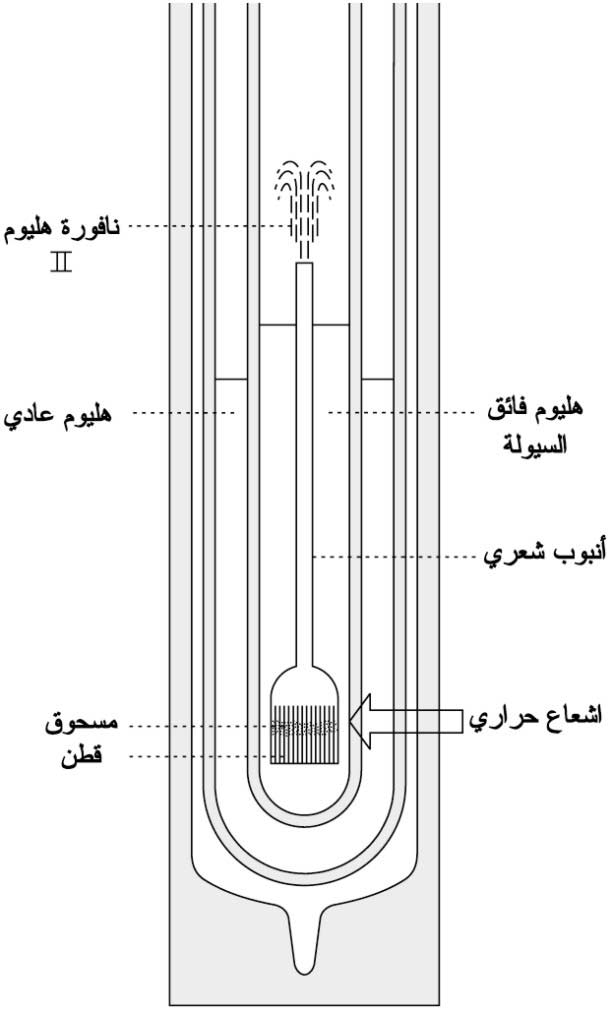 نافورة هليوم
II
هليوم عادي
هليوم فائق
السيولة
أنبوب شعري
اشعاع حراري
مسحوق
قطن